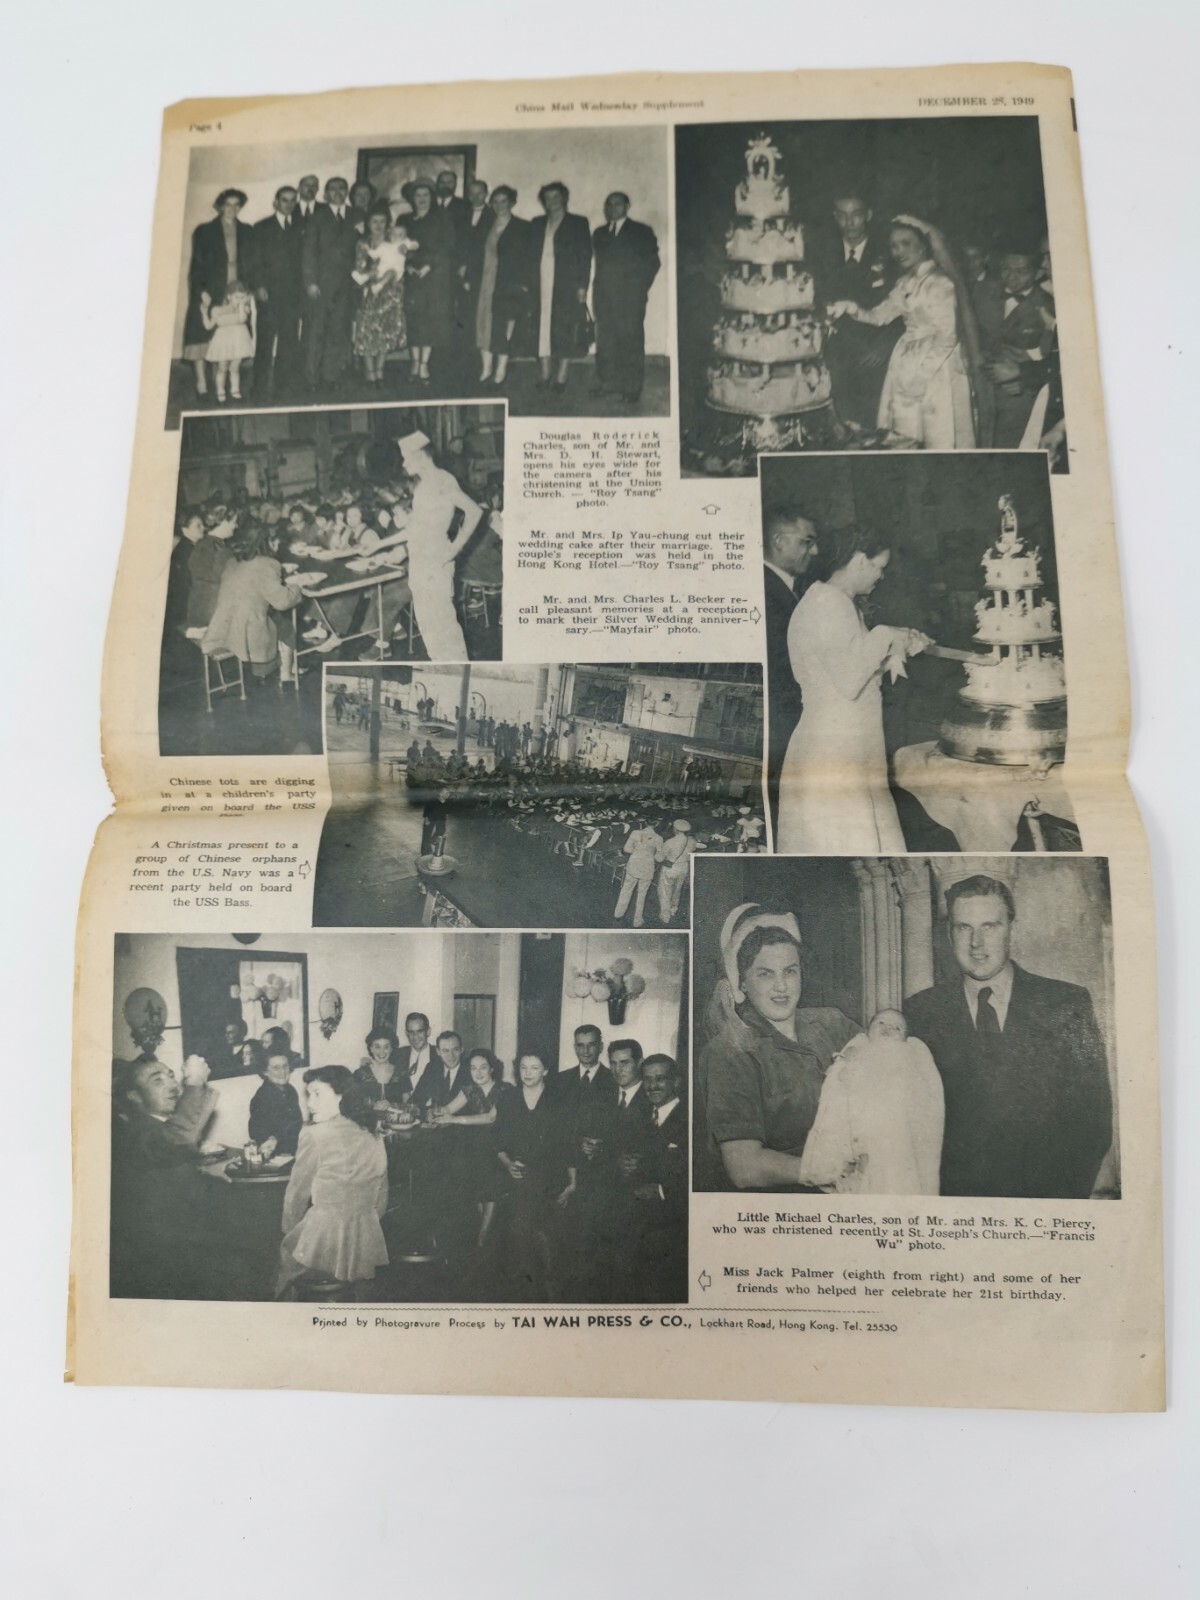 Page 4
China Mail Wednesday Supplement
DECEMBER 28, 1949
Douglas Roderick
Charles, son of Mr. and
Mrs. D. H. Stewart,
opens his eyes wide for
the camera after his
christening at the Union
Church. — "Roy Tsang"
photo.
Mr. and Mrs. Ip Yau-chung cut their
wedding cake after their marriage. The
couple's reception was held in the
Hong Kong Hotel.—"Roy Tsang" photo.
Mr. and Mrs. Charles L. Becker re-
call pleasant memories at a reception
to mark their Silver Wedding anniver-
sary.—"Mayfair" photo.
Chinese tots are digging
in at a children's party
given on board the USS
Bass.
A Christmas present to a
group of Chinese orphans
from the U.S. Navy was a
recent party held on board
the USS Bass.
Little Michael Charles, son of Mr. and Mrs. K. C. Piercy,
who was christened recently at St. Joseph's Church.—"Francis
Wu" photo.
Miss Jack Palmer (eighth from right) and some of her
friends who helped her celebrate her 21st birthday.
Printed by Photogravure Process by TAI WAH PRESS & CO., Lockhart Road, Hong Kong. Tel. 25530